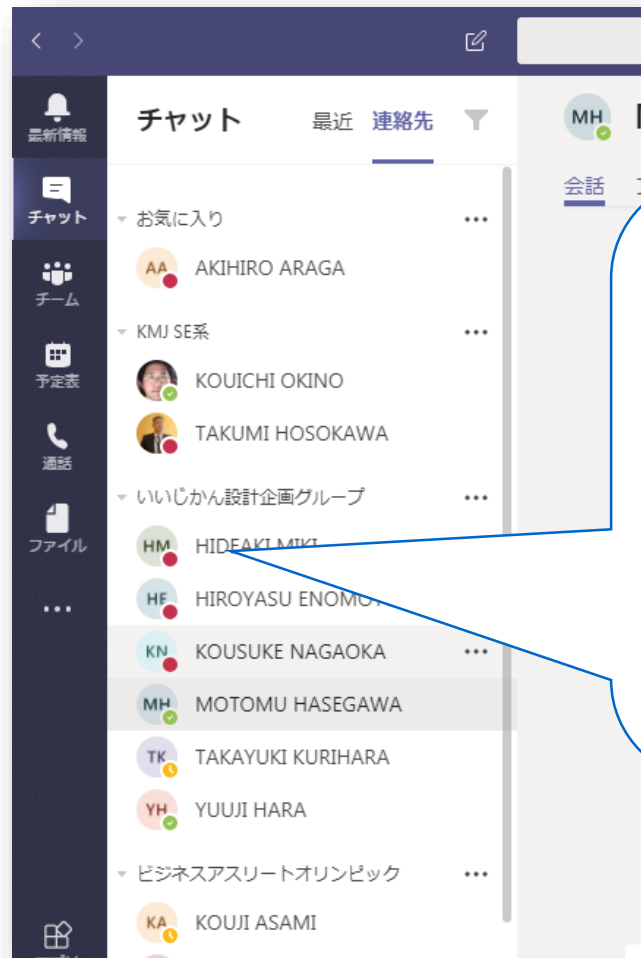 最新情報
チャット
チーム
予定表
通話
ファイル
チャット 最近 連絡先
お気に入り
AA AKIHIRO ARAGA
KMJ SE系
KOUICHI OKINO
TAKUMI HOSOKAWA
いいじかん設計企画グループ
HM HIDEAKI MIKI
HE HIROYASU
KN KOUSUKE NAGAOKA
MH MOTOMU HASEGAWA
TK TAKAYUKI KURIHARA
YH YUUJI HARA
ビジネスアスリートオリンピック
KA KOUJI ASAMI
MH
会話